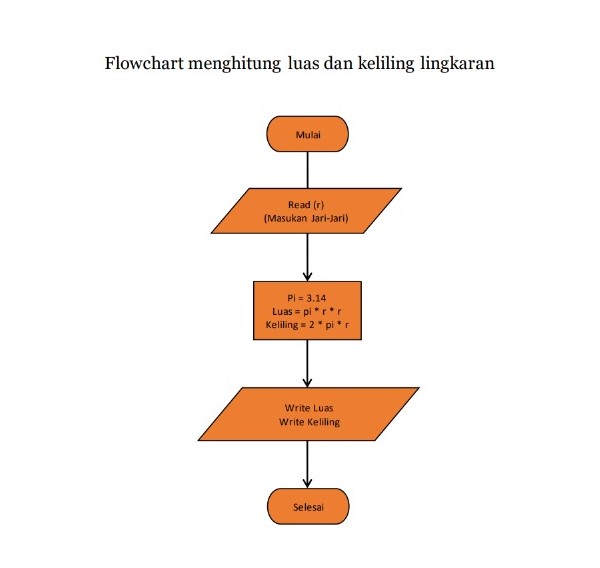 Flowchart menghitung luas dan keliling lingkaran
Mulai
Read (r)
(Masukan Jari-Jari)
Pi = 3.14
Luas = pi * r * r
Keliling = 2 * pi * r
Write Luas
Write Keliling
Selesai